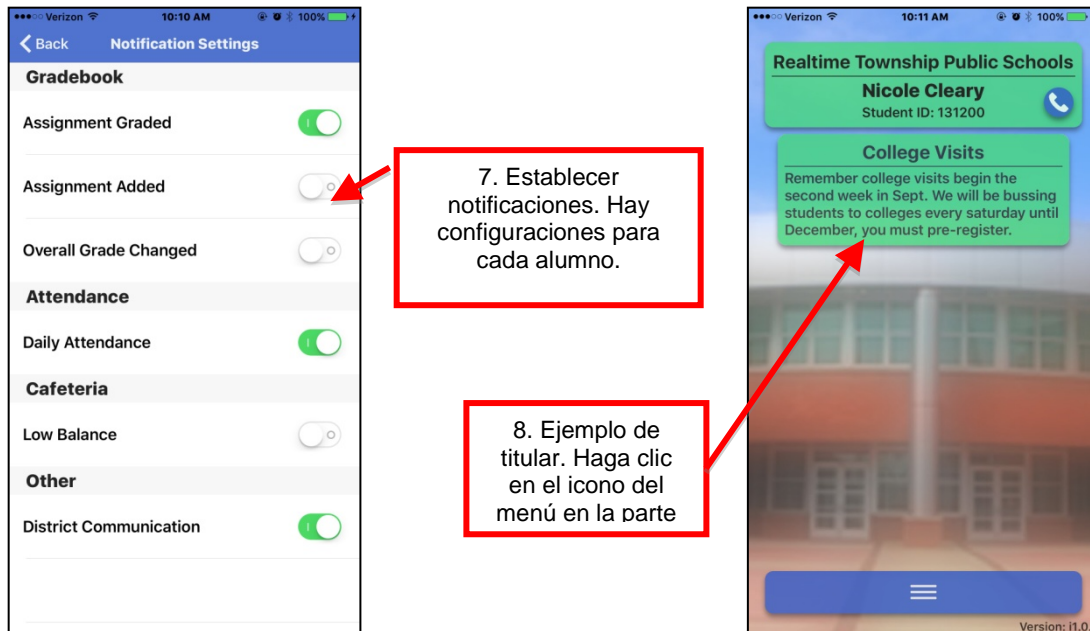 Verizon 10:10 AM 100%
Back Notification Settings
Gradebook
Assignment Graded
Assignment Added
Overall Grade Changed
Attendance
Daily Attendance
Cafeteria
Low Balance
Other
District Communication
7. Establecer
notificaciones. Hay
configuraciones para
cada alumno.
8. Ejemplo de
titular. Haga clic
en el icono del
menú en la parte
Verizon 10:11 AM 100%
Realtime Township Public Schools
Nicole Cleary
Student ID: 131200
College Visits
Remember college visits begin the
second week in Sept. We will be bussing
students to colleges every saturday until
December, you must pre-register.
Version: i1.0